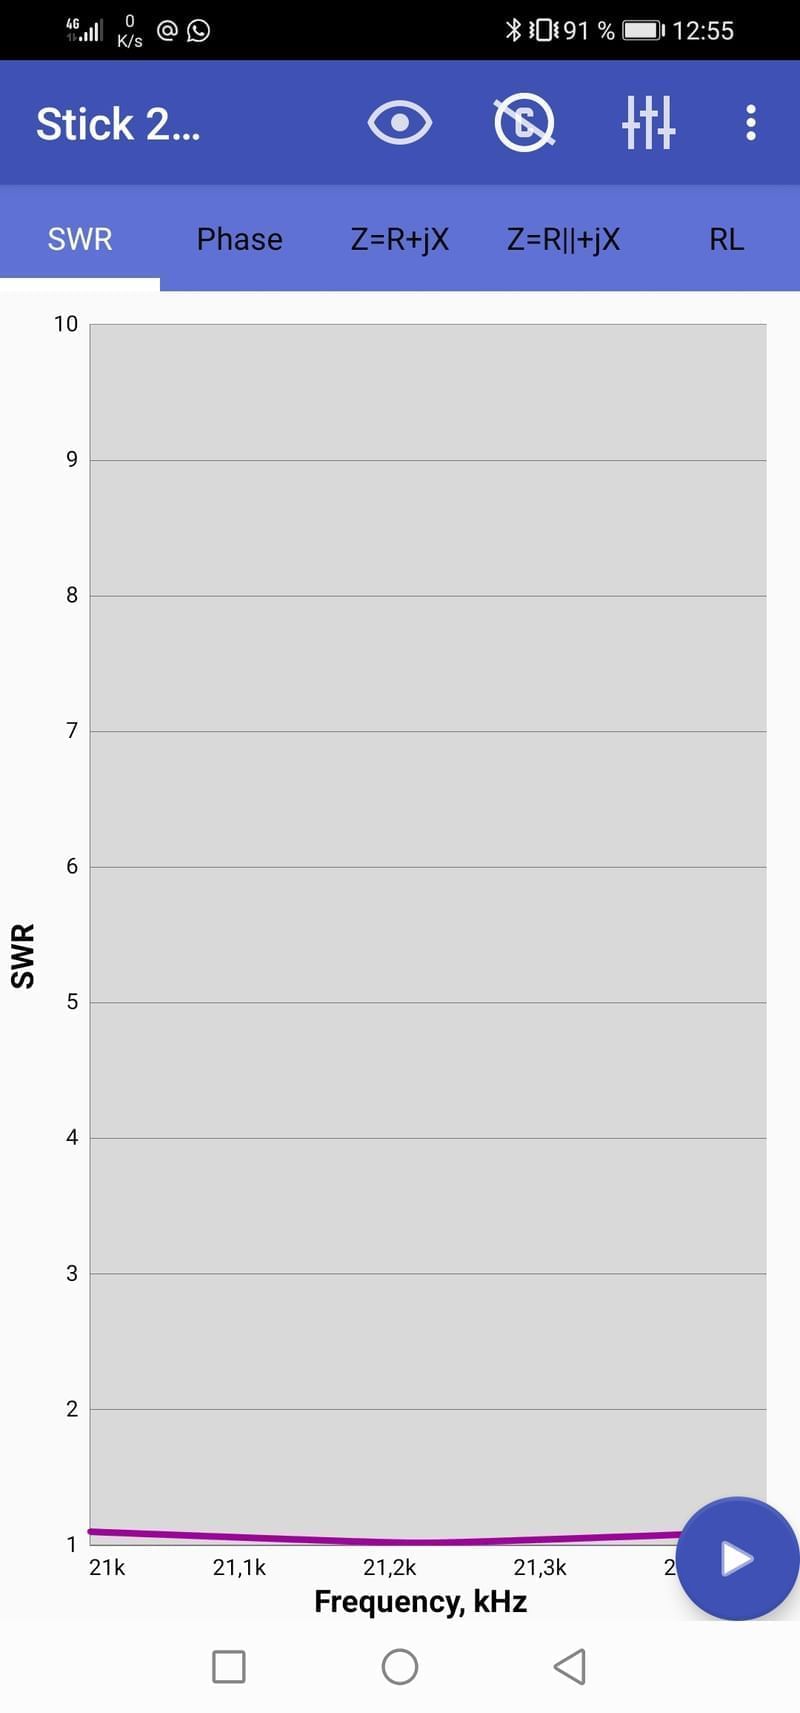 4G 0 K/s @ 91 % 12:55
Stick 2...
SWR Phase Z=R+jX Z=R||+jX RL
10
9
8
7
6
5
4
3
2
1
SWR
21k 21,1k 21,2k 21,3k 2
Frequency, kHz